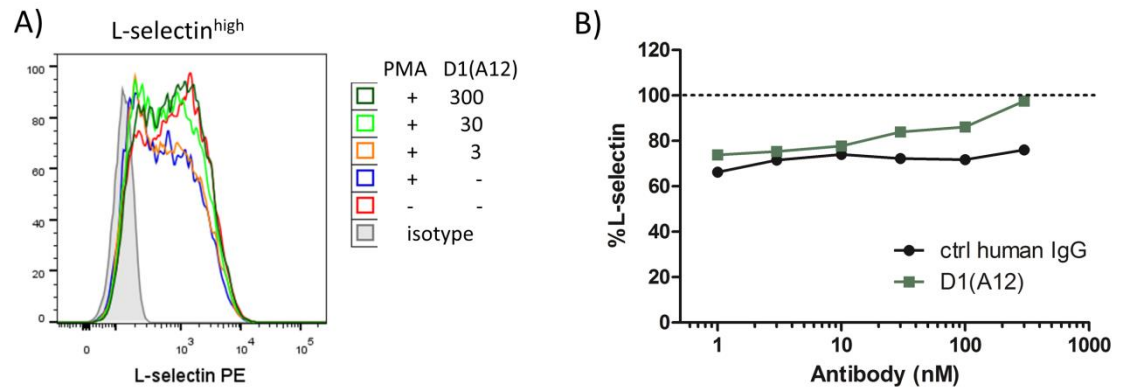 A)
L-selectinhigh
100
80
60
40
20
0
0 10³ 10⁴ 10⁵
L-selectin PE
PMA D1(A12)
+ 300
+ 30
+ 3
+ -
- -
isotype
B)
120
100
80
60
40
20
0
%L-selectin
ctrl human IgG
D1(A12)
1 10 100 1000
Antibody (nM)